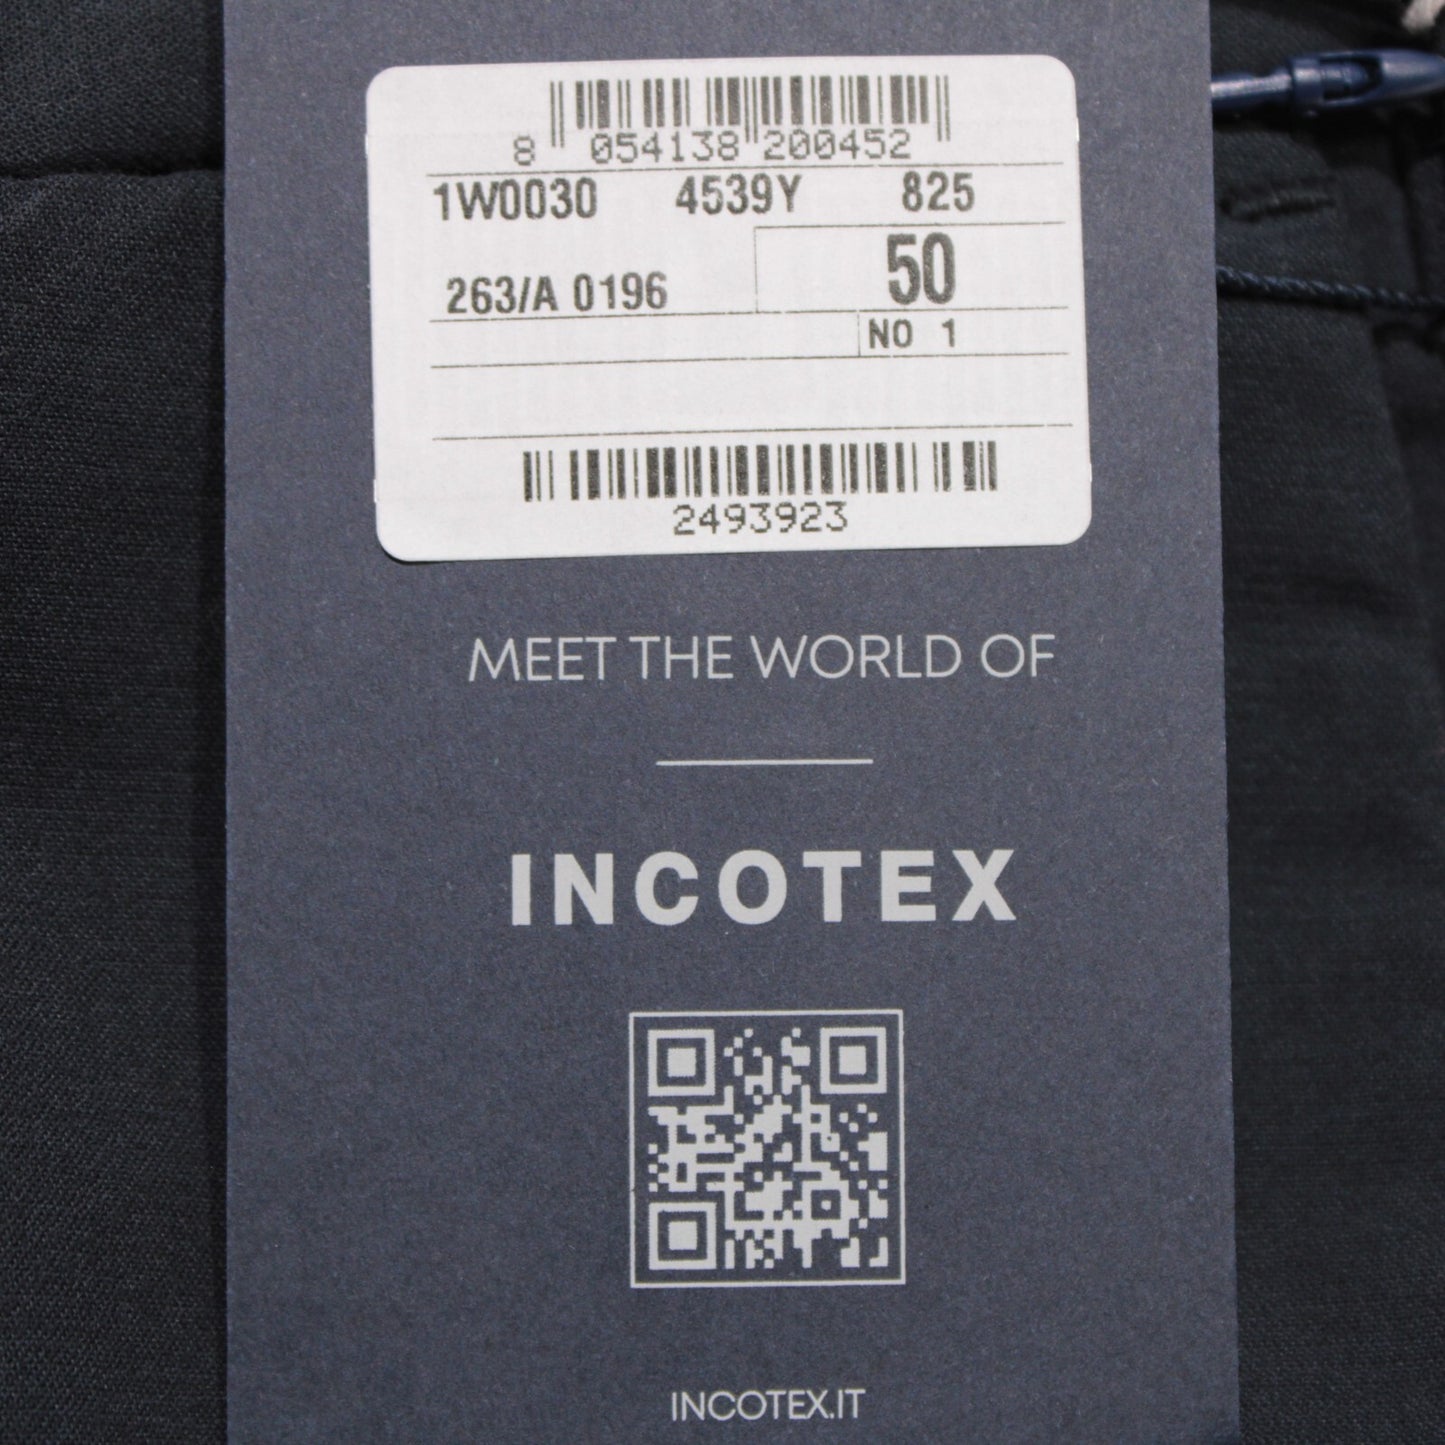 8 054138 200452
1W0030 4539Y 825
263/A 0196 50
NO 1
2493923
MEET THE WORLD OF
INCOTEX
INCOTEX.IT